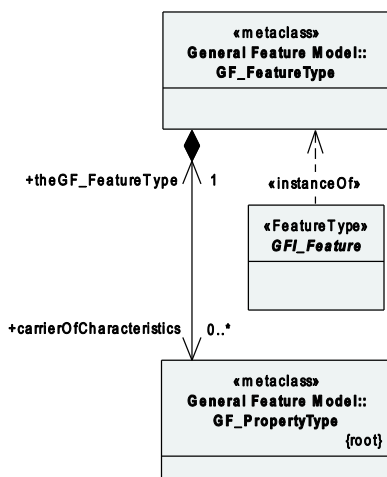 «metaclass»
General Feature Model::
GF_FeatureType
+theGF_FeatureType 1
«instanceOf»
«FeatureType»
GFI_Feature
+carrierOfCharacteristics 0..*
«metaclass»
General Feature Model::
GF_PropertyType
{root}